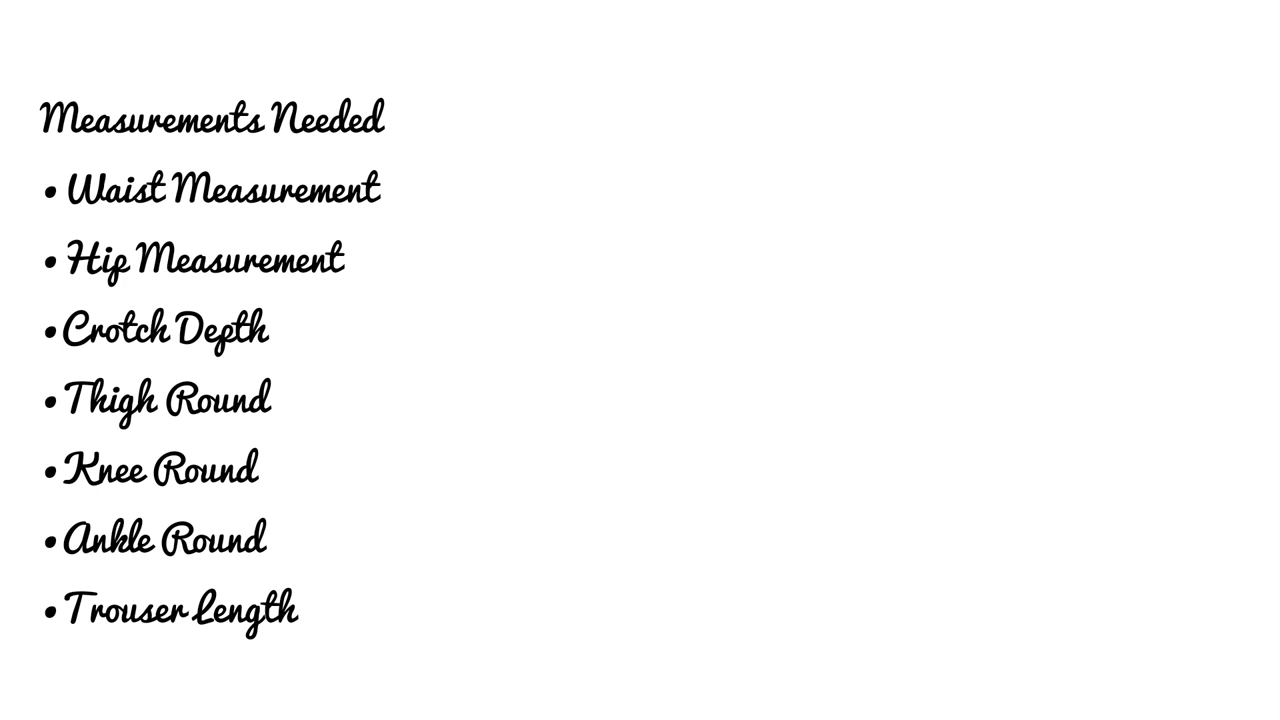 Measurements Needed
• Waist Measurement
• Hip Measurement
• Crotch Depth
• Thigh Round
• Knee Round
• Ankle Round
• Trouser Length